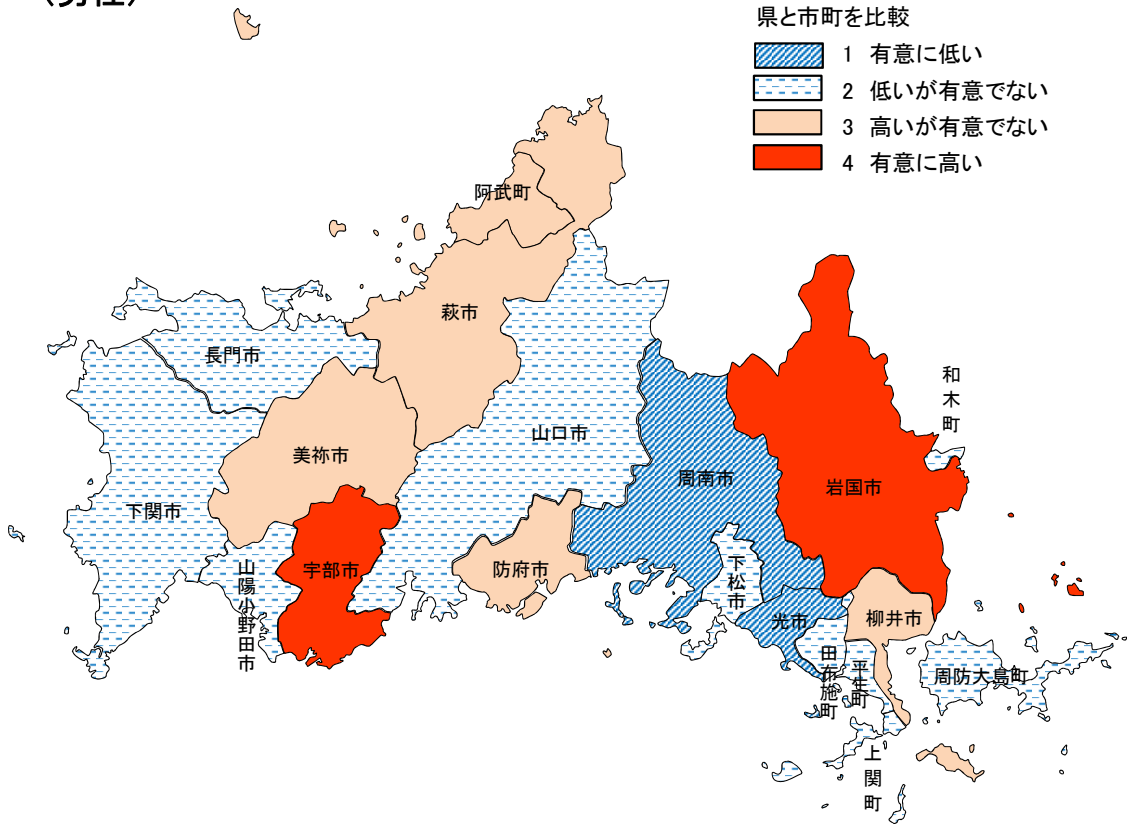 （男性）
県と市町を比較
1 有意に低い
2 低いが有意でない
3 高いが有意でない
4 有意に高い
阿武町
萩市
長門市
和木町
山口市
美祢市
周南市
岩国市
下関市
宇部市
防府市
下松市
山陽小野田市
光市
柳井市
田布施町
平生町
周防大島町
上関町